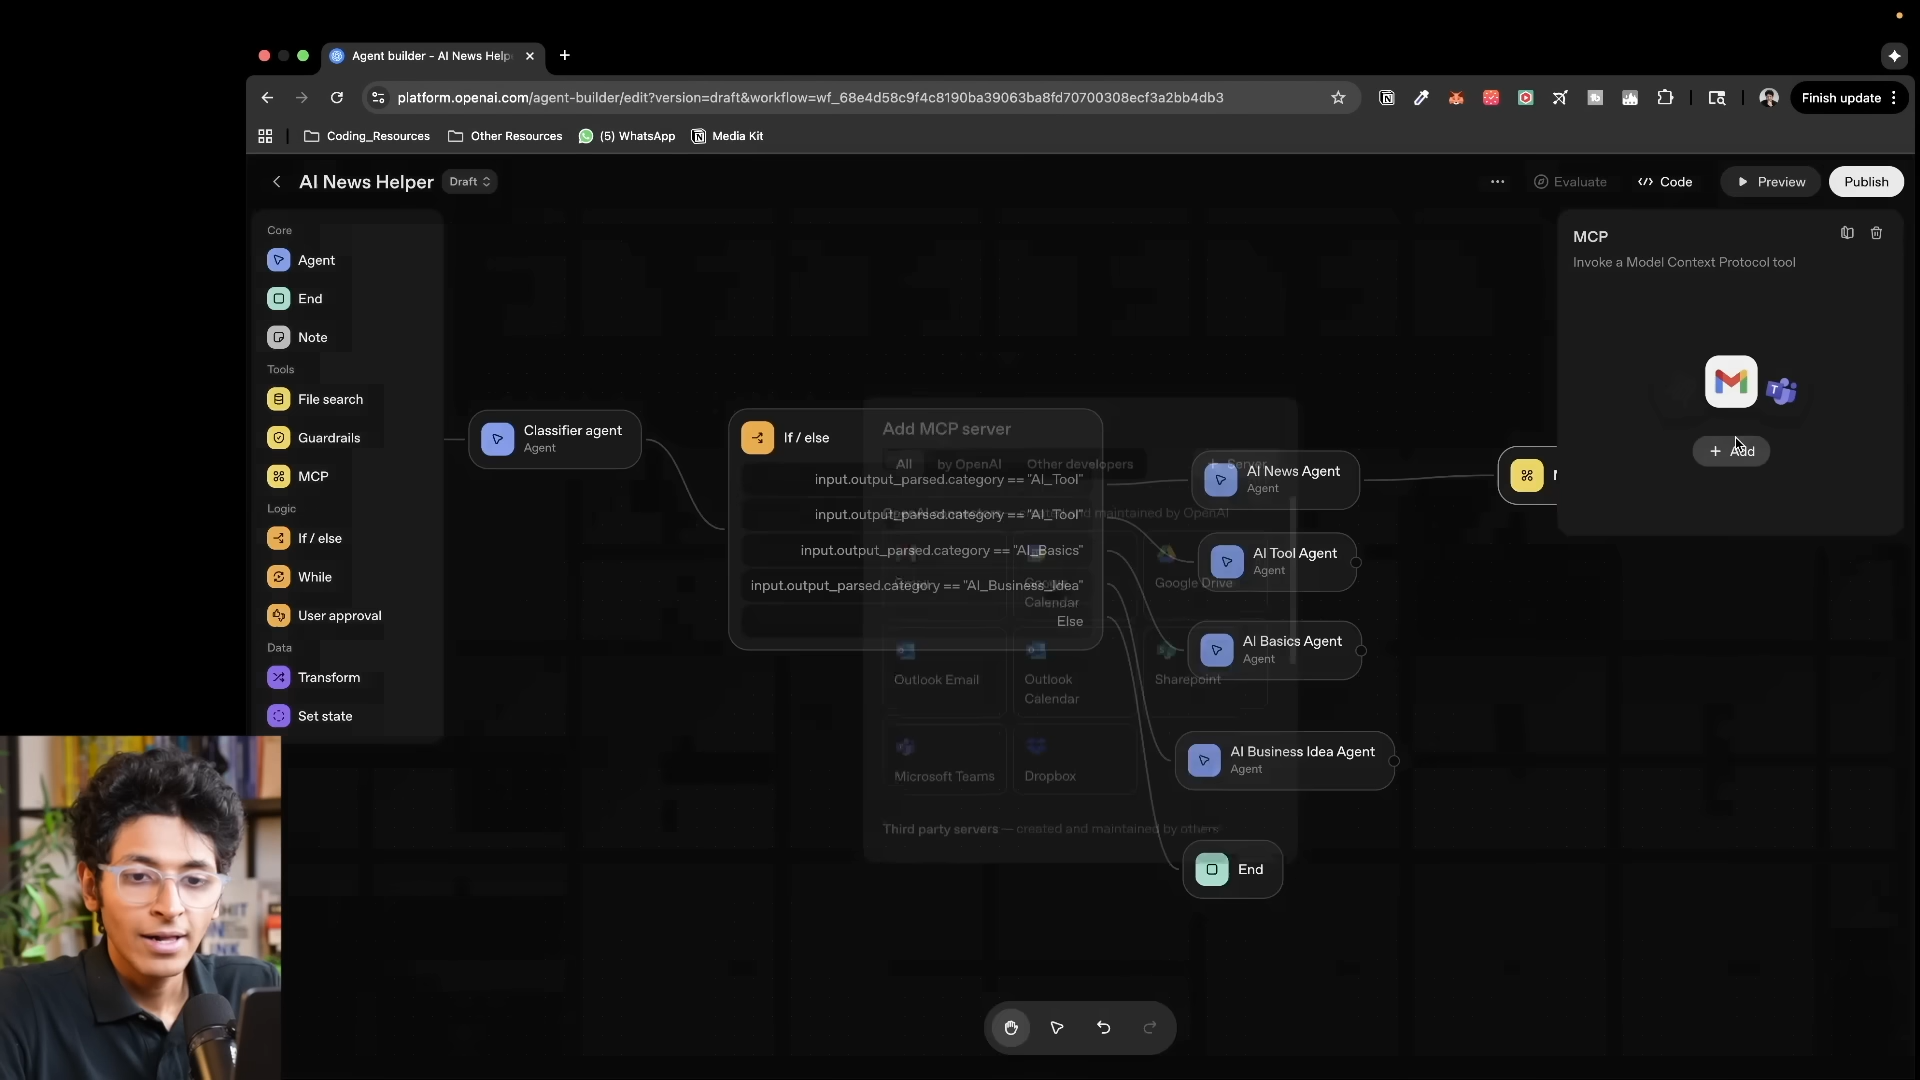 Agent builder - AI News Help
platform.openai.com/agent-builder/edit?version=draft&workflow=wf_68e4d58c9f4c8190ba39063ba8fd70700308ecf3a2bb4db3
Finish update
Coding_Resources
Other Resources
(5) WhatsApp
Media Kit
AI News Helper
Draft
Evaluate
Code
Preview
Publish
Core
Agent
End
Note
Tools
File search
Guardrails
MCP
Logic
If / else
While
User approval
Data
Transform
Set state
Classifier agent
Agent
If / else
input.output_parsed.category == "AI_Tool"
input.output_parsed.category == "AI_Tool"
input.output_parsed.category == "AI_Basics"
input.output_parsed.category == "AI_Business_Idea"
Else
Add MCP server
All
by OpenAI
Other developers
+ Server
and maintained by OpenAI
Google Drive
Calendar
Outlook Email
Outlook Calendar
Sharepoint
Microsoft Teams
Dropbox
Third party servers — created and maintained by others
AI News Agent
Agent
AI Tool Agent
Agent
AI Basics Agent
Agent
AI Business Idea Agent
Agent
End
MCP
Invoke a Model Context Protocol tool
+ Add